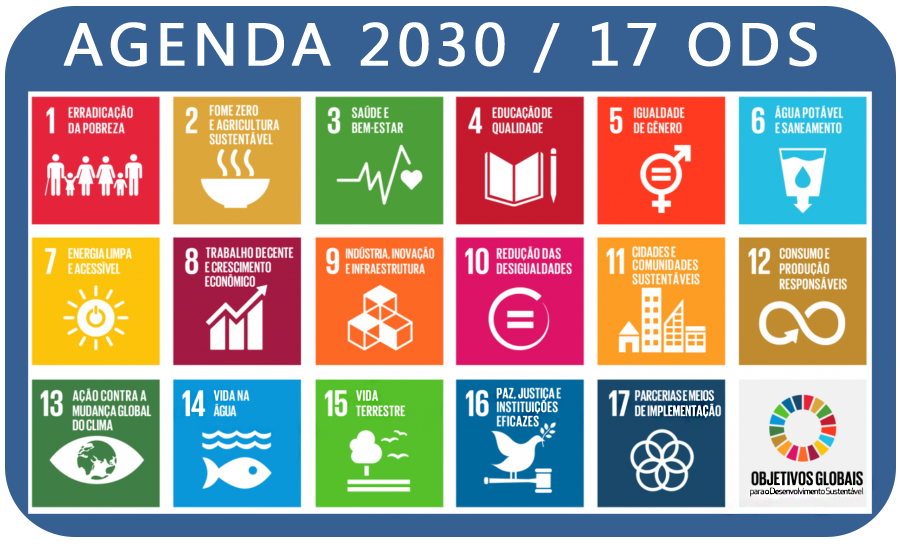 AGENDA 2030 / 17 ODS
1 ERRADICAÇÃO
DA POBREZA
2 FOME ZERO
E AGRICULTURA
SUSTENTÁVEL
3 SAÚDE E
BEM-ESTAR
4 EDUCAÇÃO DE
QUALIDADE
5 IGUALDADE
DE GÊNERO
6 ÁGUA POTÁVEL
E SANEAMENTO
7 ENERGIA LIMPA
E ACESSÍVEL
8 TRABALHO DECENTE
E CRESCIMENTO
ECONÔMICO
9 INDÚSTRIA, INOVAÇÃO
E INFRAESTRUTURA
10 REDUÇÃO DAS
DESIGUALDADES
11 CIDADES E
COMUNIDADES
SUSTENTÁVEIS
12 CONSUMO E
PRODUÇÃO
RESPONSÁVEIS
13 AÇÃO CONTRA A
MUDANÇA GLOBAL
DO CLIMA
14 VIDA NA
ÁGUA
15 VIDA
TERRESTRE
16 PAZ, JUSTIÇA E
INSTITUIÇÕES
EFICAZES
17 PARCERIAS E MEIOS
DE IMPLEMENTAÇÃO
OBJETIVOS GLOBAIS
para o Desenvolvimento Sustentável